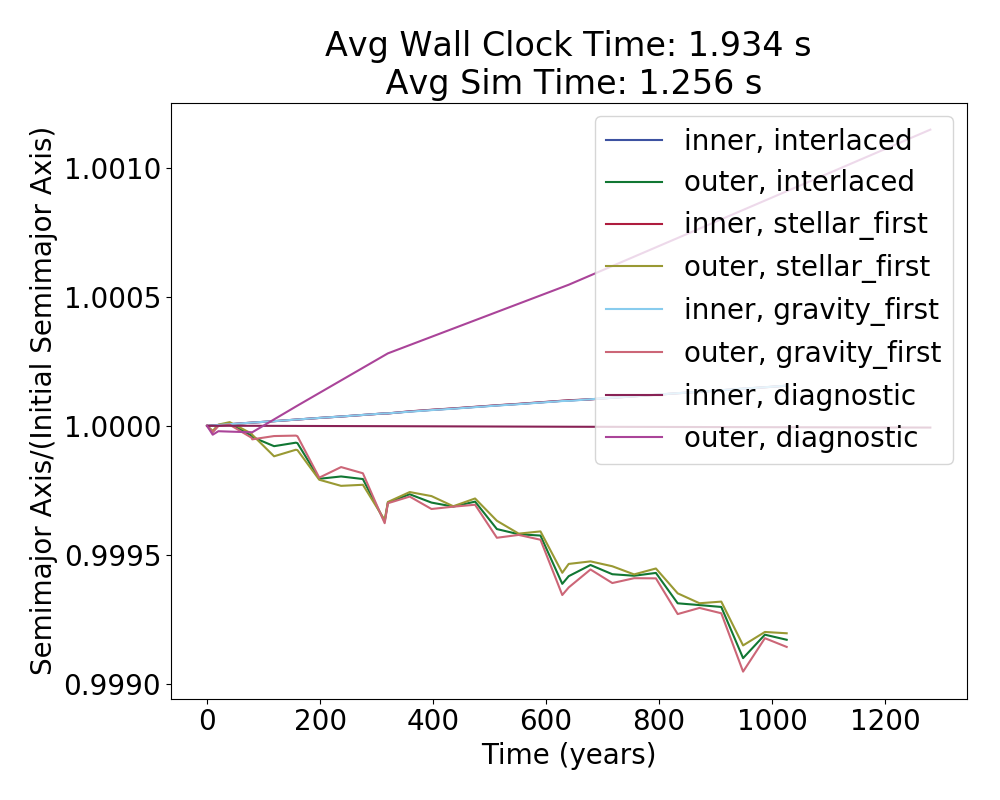 Avg Wall Clock Time: 1.934 s
Avg Sim Time: 1.256 s
Semimajor Axis/(Initial Semimajor Axis)
1.0010
1.0005
1.0000
0.9995
0.9990
inner, interlaced
outer, interlaced
inner, stellar_first
outer, stellar_first
inner, gravity_first
outer, gravity_first
inner, diagnostic
outer, diagnostic
0 200 400 600 800 1000 1200
Time (years)